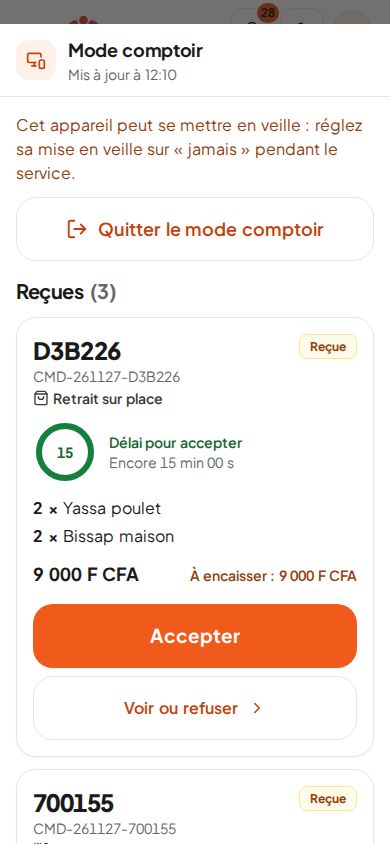 28
Mode comptoir
Mis à jour à 12:10
Cet appareil peut se mettre en veille : réglez
sa mise en veille sur « jamais » pendant le
service.
Quitter le mode comptoir
Reçues (3)
D3B226
Reçue
CMD-261127-D3B226
Retrait sur place
15
Délai pour accepter
Encore 15 min 00 s
2 × Yassa poulet
2 × Bissap maison
9 000 F CFA
À encaisser : 9 000 F CFA
Accepter
Voir ou refuser
700155
Reçue
CMD-261127-700155